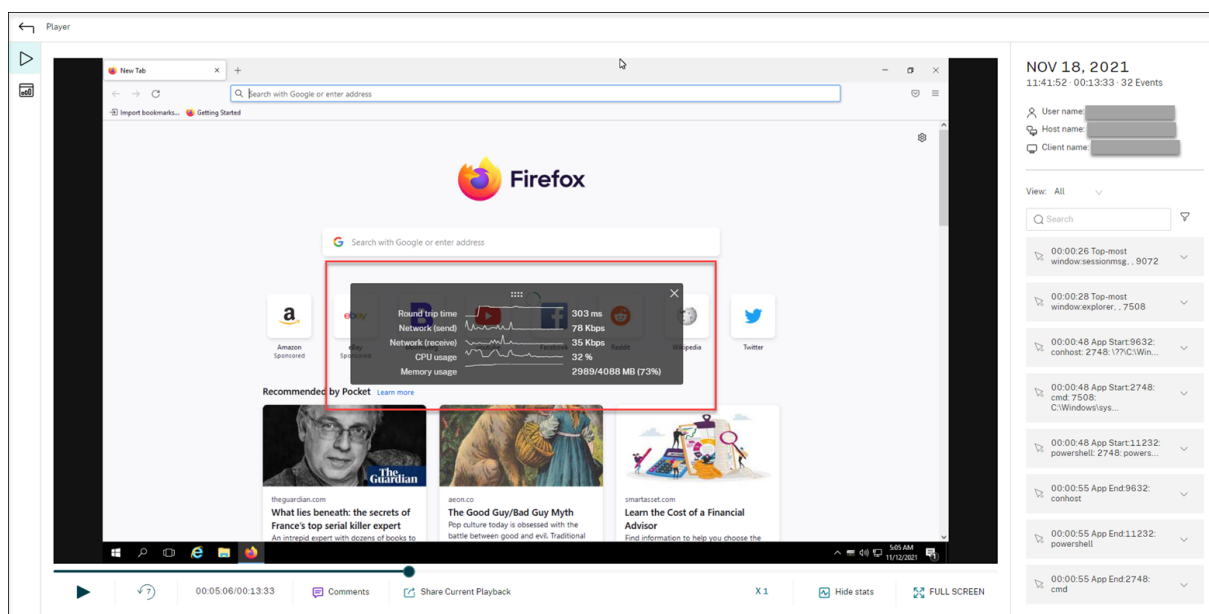 Player
New Tab
Search with Google or enter address
Import bookmarks...
Getting Started
Firefox
Search with Google or enter address
Round trip time 303 ms
Network (send) 78 Kbps
Network (receive) 35 Kbps
CPU usage 32 %
Memory usage 2989/4088 MB (73%)
a
ebay
Amazon
Sponsored
eBay
Facebook
Reddit
Wikipedia
Twitter
Recommended by Pocket Learn more
The
Guardian
theguardian.com
What lies beneath: the secrets of
France's top serial killer expert
An intrepid expert with dozens of books to
aeon.co
The Good Guy/Bad Guy Myth
Pop culture today is obsessed with the
battle between good and evil. Traditional
smartasset.com
Learn the Cost of a Financial
Advisor
Find information to help you choose the
5:05 AM
11/12/2021
7
00:05:06/00:13:33
Comments
Share Current Playback
X 1
Hide stats
FULL SCREEN
NOV 18, 2021
11:41:52 · 00:13:33 · 32 Events
User name:
Host name:
Client name:
View: All
Search
00:00:26 Top-most
window:sessionmsg, , 9072
00:00:28 Top-most
window:explorer, , 7508
00:00:48 App Start:9632:
conhost: 2748: \??\C:\Win...
00:00:48 App Start:2748:
cmd: 7508:
C:\Windows\sys...
00:00:48 App Start:11232:
powershell: 2748: powers...
00:00:55 App End:9632:
conhost
00:00:55 App End:11232:
powershell
00:00:55 App End:2748:
cmd